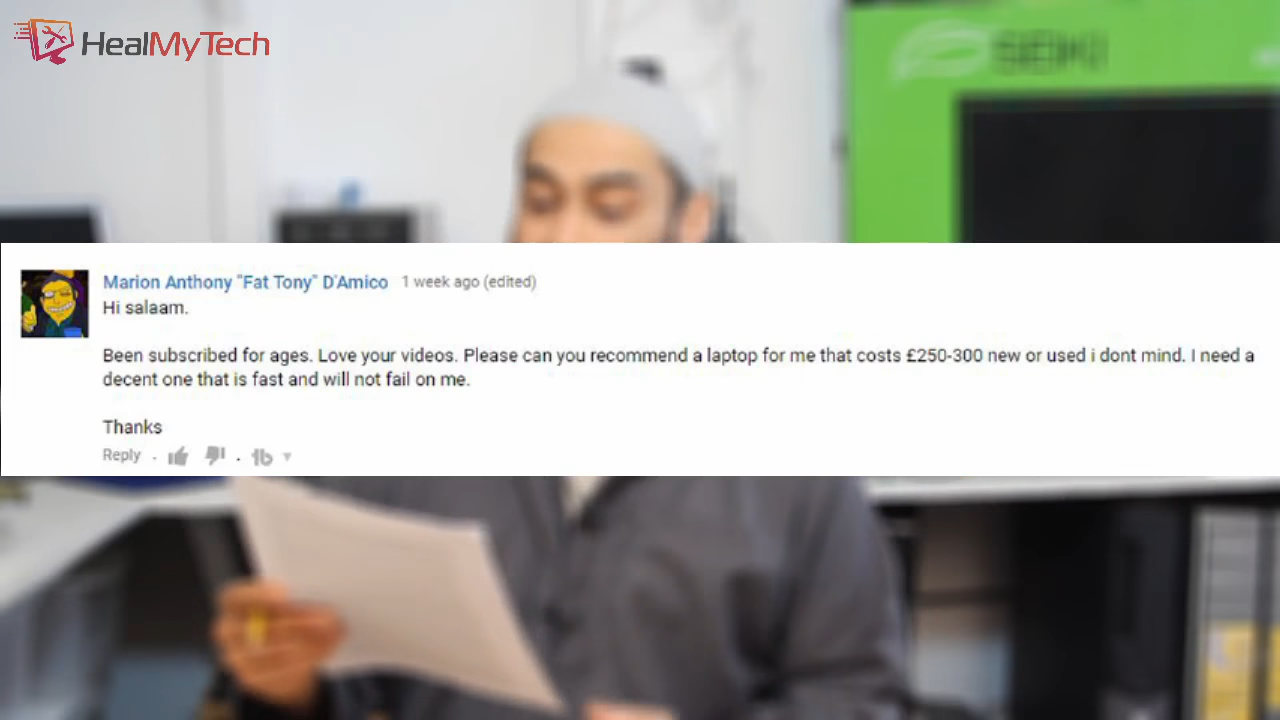 HealMyTech
SEIKI
Marion Anthony "Fat Tony" D'Amico 1 week ago (edited)
Hi salaam.
Been subscribed for ages. Love your videos. Please can you recommend a laptop for me that costs £250-300 new or used i dont mind. I need a
decent one that is fast and will not fail on me.
Thanks
Reply